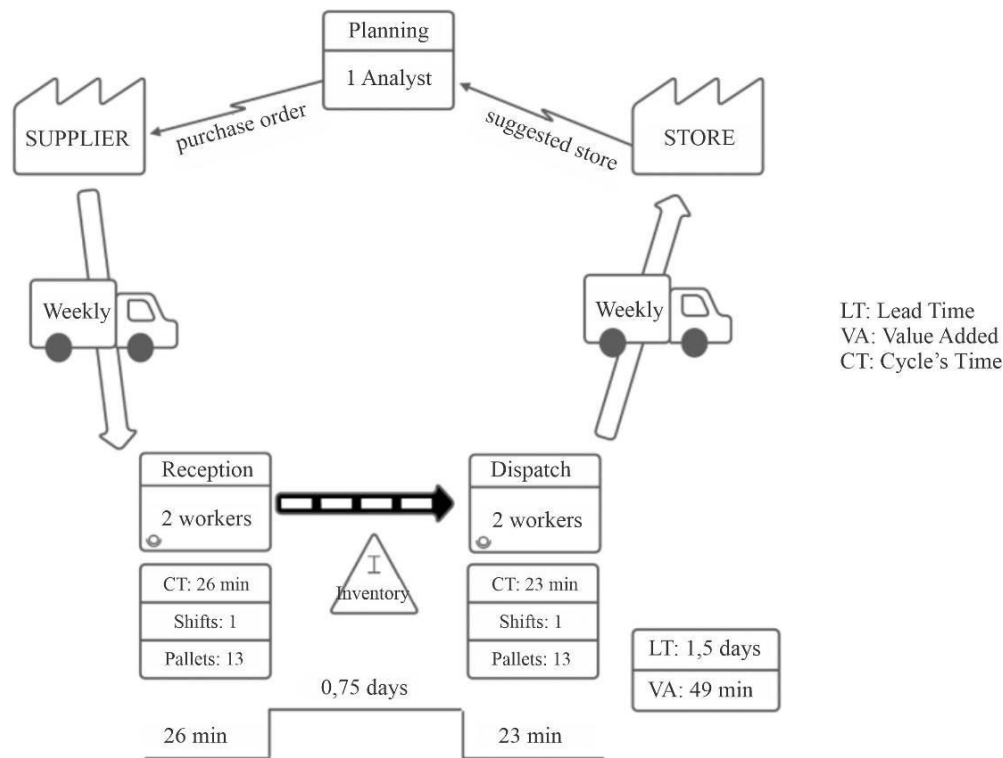 Planning
1 Analyst
SUPPLIER
purchase order
suggested store
STORE
Weekly
Weekly
LT: Lead Time
VA: Value Added
CT: Cycle's Time
Reception
2 workers
Dispatch
2 workers
I
Inventory
CT: 26 min
Shifts: 1
Pallets: 13
CT: 23 min
Shifts: 1
Pallets: 13
LT: 1,5 days
VA: 49 min
0,75 days
26 min
23 min